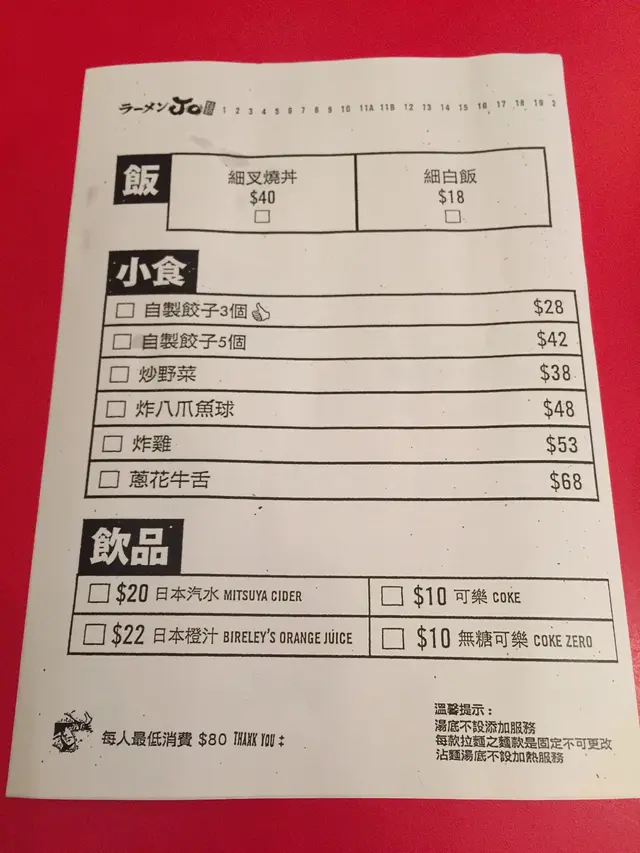 ラーメン Jo 1 2 3 4 5 6 7 8 9 10 11A 11B 12 13 14 15 16 17 18 19 2
飯
細叉燒丼 細白飯
$40 $18
小食
自製餃子3個 $28
自製餃子5個 $42
炒野菜 $38
炸八爪魚球 $48
炸雞 $53
蔥花牛舌 $68
飲品
$20 日本汽水 MITSUYA CIDER $10 可樂 COKE
$22 日本橙汁 BIRELEY'S ORANGE JUICE $10 無糖可樂 COKE ZERO
每人最低消費 $80 THANK YOU
溫馨提示：
湯底不設添加服務
每款拉麵之麵款是固定不可更改
沾麵湯底不設加熱服務